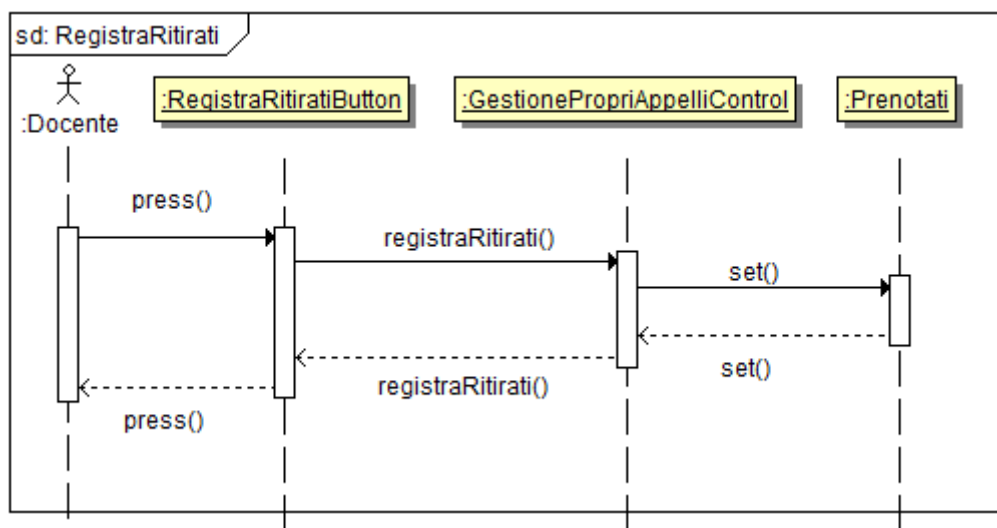 sd: RegistraRitirati
:Docente
:RegistraRitiratiButton
:GestionePropriAppelliControl
:Prenotati
press()
registraRitirati()
set()
set()
registraRitirati()
press()